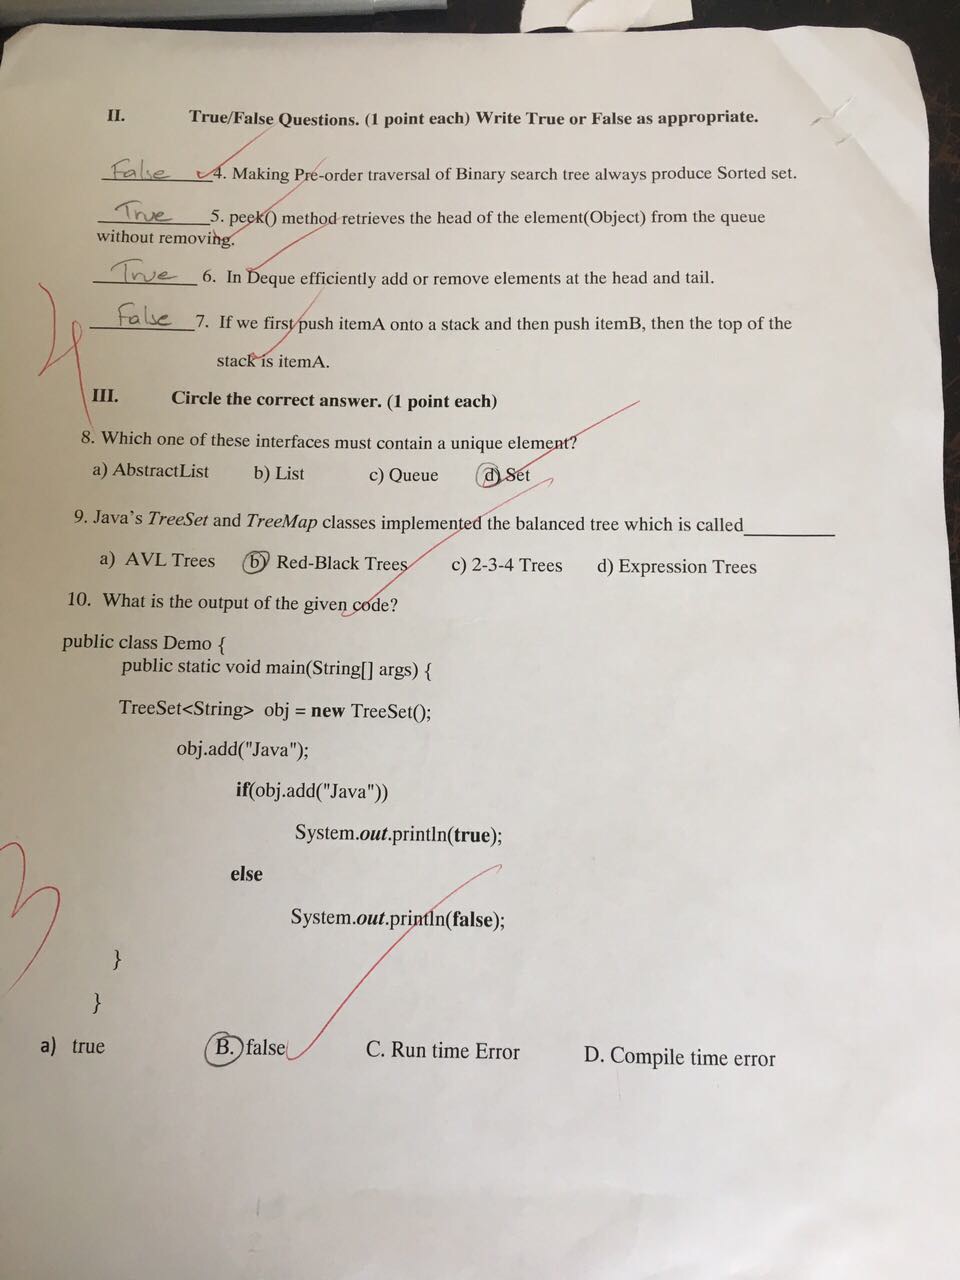 II. True/False Questions. (1 point each) Write True or False as appropriate.
False 4. Making Pre-order traversal of Binary search tree always produce Sorted set.
True 5. peek() method retrieves the head of the element(Object) from the queue
without removing.
True 6. In Deque efficiently add or remove elements at the head and tail.
4
False 7. If we first push itemA onto a stack and then push itemB, then the top of the
stack is itemA.
III. Circle the correct answer. (1 point each)
8. Which one of these interfaces must contain a unique element?
a) AbstractList b) List c) Queue d) Set
9. Java's TreeSet and TreeMap classes implemented the balanced tree which is called________
a) AVL Trees b) Red-Black Trees c) 2-3-4 Trees d) Expression Trees
10. What is the output of the given code?
public class Demo {
public static void main(String[] args) {
TreeSet<String> obj = new TreeSet();
obj.add("Java");
if(obj.add("Java"))
System.out.println(true);
else
3
System.out.println(false);
}
}
a) true B. false C. Run time Error D. Compile time error